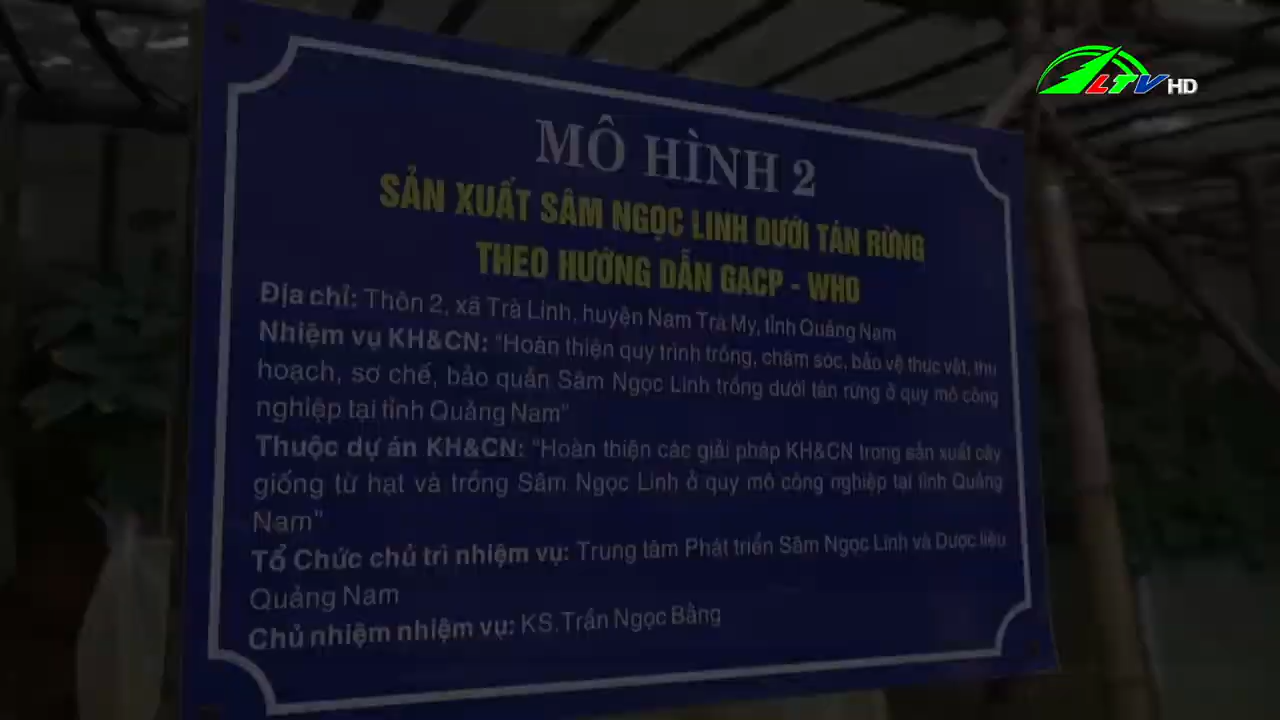 LTV HD
MÔ HÌNH 2
SẢN XUẤT SÂM NGỌC LINH DƯỚI TÁN RỪNG
THEO HƯỚNG DẪN GACP - WHO
Địa chỉ: Thôn 2, xã Trà Linh, huyện Nam Trà My, tỉnh Quảng Nam
Nhiệm vụ KH&CN: "Hoàn thiện quy trình trồng, chăm sóc, bảo vệ thực vật, thu
hoạch, sơ chế, bảo quản Sâm Ngọc Linh trồng dưới tán rừng ở quy mô công
nghiệp tại tỉnh Quảng Nam"
Thuộc dự án KH&CN: "Hoàn thiện các giải pháp KH&CN trong sản xuất cây
giống từ hạt và trồng Sâm Ngọc Linh ở quy mô công nghiệp tại tỉnh Quảng
Nam"
Tổ Chức chủ trì nhiệm vụ: Trung tâm Phát triển Sâm Ngọc Linh và Dược liệu
Quảng Nam
Chủ nhiệm nhiệm vụ: KS.Trần Ngọc Bằng